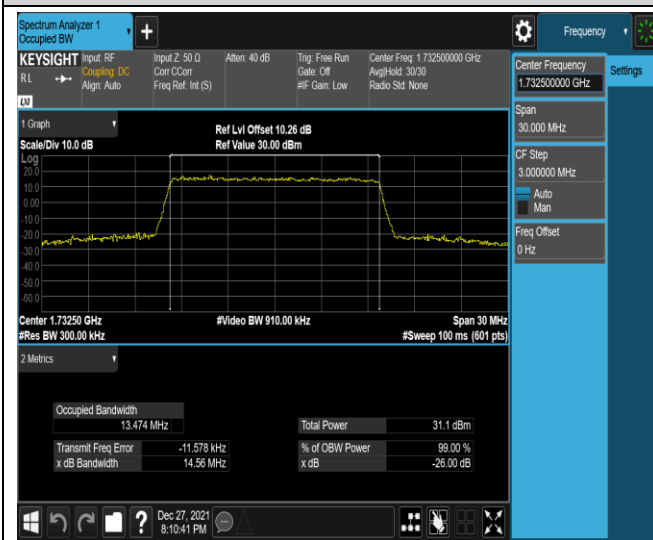 Spectrum Analyzer 1
Occupied BW
Frequency
KEYSIGHT
RL
LXI
Input: RF
Coupling: DC
Align: Auto
Input Z: 50 Ω
Corr CCorr
Freq Ref: Int (S)
Atten: 40 dB
Trig: Free Run
Gate: Off
#IF Gain: Low
Center Freq: 1.732500000 GHz
Avg|Hold: 30/30
Radio Std: None
Center Frequency
1.732500000 GHz
Settings
Span
30.000 MHz
CF Step
3.000000 MHz
Auto
Man
Freq Offset
0 Hz
1 Graph
Scale/Div 10.0 dB
Ref Lvl Offset 10.26 dB
Ref Value 30.00 dBm
Log
20.0
10.0
0.00
-10.0
-20.0
-30.0
-50.0
-60.0
Center 1.73250 GHz
#Video BW 910.00 kHz
Span 30 MHz
#Res BW 300.00 kHz
#Sweep 100 ms (601 pts)
2 Metrics
Occupied Bandwidth
13.474 MHz
Total Power 31.1 dBm
Transmit Freq Error -11.578 kHz
% of OBW Power 99.00 %
x dB Bandwidth 14.56 MHz
x dB -26.00 dB
?
Dec 27, 2021
8:10:41 PM